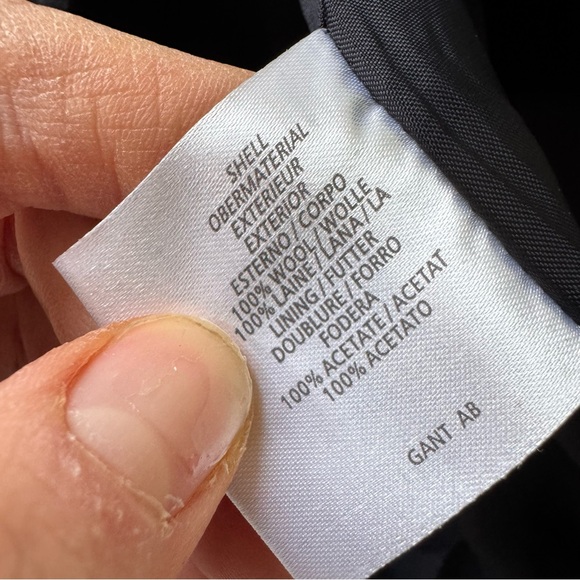 SHELL
OBERMATERIAL
EXTERIEUR
EXTERIOR
ESTERNO / CORPO
100% WOOL / WOLLE
100% LAINE / LANA / LA
LINING / FUTTER
DOUBLURE / FORRO
FODERA
100% ACETATE / ACETAT
100% ACETATO
GANT AB